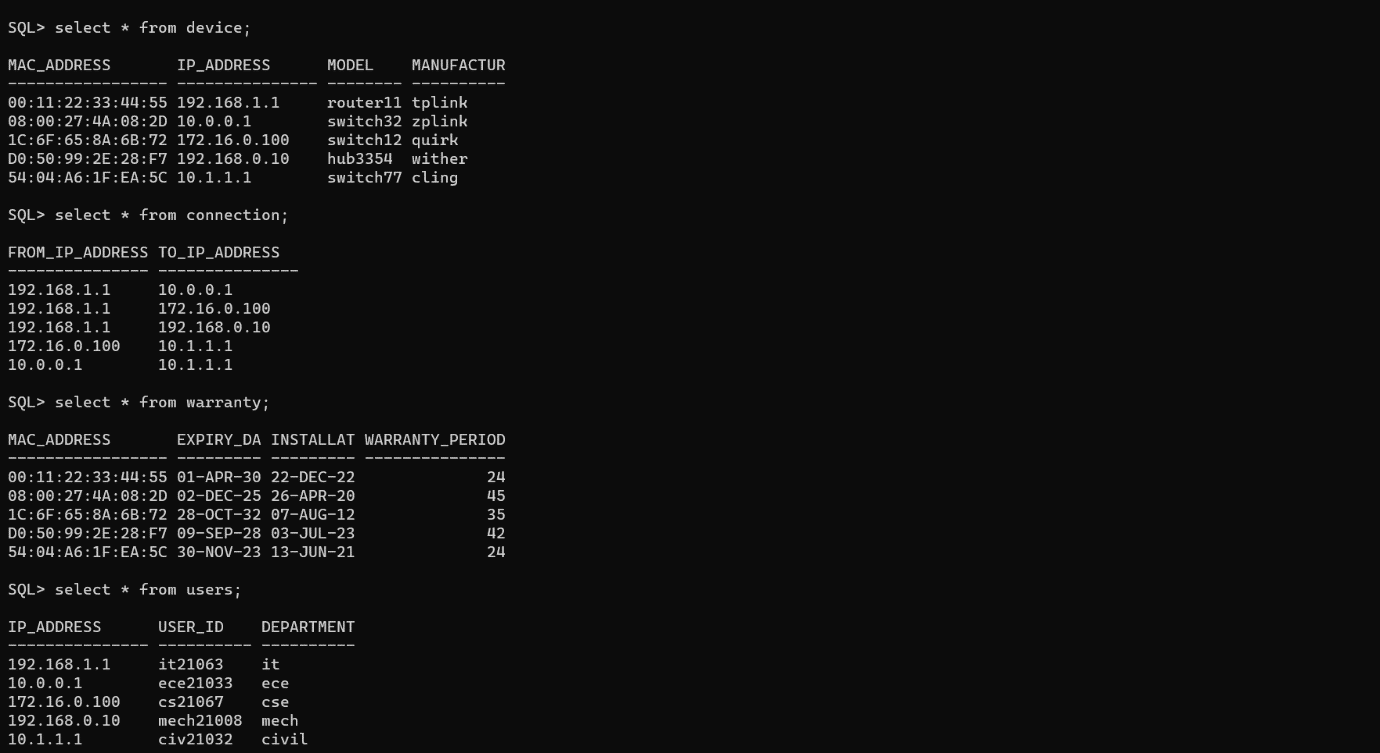 SQL> select * from device;
MAC_ADDRESS       IP_ADDRESS      MODEL    MANUFACTUR
----------------- --------------- -------- ----------
00:11:22:33:44:55 192.168.1.1     router11 tplink
08:00:27:4A:08:2D 10.0.0.1        switch32 zplink
1C:6F:65:8A:6B:72 172.16.0.100    switch12 quirk
D0:50:99:2E:28:F7 192.168.0.10    hub3354  wither
54:04:A6:1F:EA:5C 10.1.1.1        switch77 cling
SQL> select * from connection;
FROM_IP_ADDRESS TO_IP_ADDRESS
--------------- ---------------
192.168.1.1     10.0.0.1
192.168.1.1     172.16.0.100
192.168.1.1     192.168.0.10
172.16.0.100    10.1.1.1
10.0.0.1        10.1.1.1
SQL> select * from warranty;
MAC_ADDRESS       EXPIRY_DA INSTALLAT WARRANTY_PERIOD
----------------- --------- --------- ---------------
00:11:22:33:44:55 01-APR-30 22-DEC-22              24
08:00:27:4A:08:2D 02-DEC-25 26-APR-20              45
1C:6F:65:8A:6B:72 28-OCT-32 07-AUG-12              35
D0:50:99:2E:28:F7 09-SEP-28 03-JUL-23              42
54:04:A6:1F:EA:5C 30-NOV-23 13-JUN-21              24
SQL> select * from users;
IP_ADDRESS      USER_ID    DEPARTMENT
--------------- ---------- ----------
192.168.1.1     it21063    it
10.0.0.1        ece21033   ece
172.16.0.100    cs21067    cse
192.168.0.10    mech21008  mech
10.1.1.1        civ21032   civil